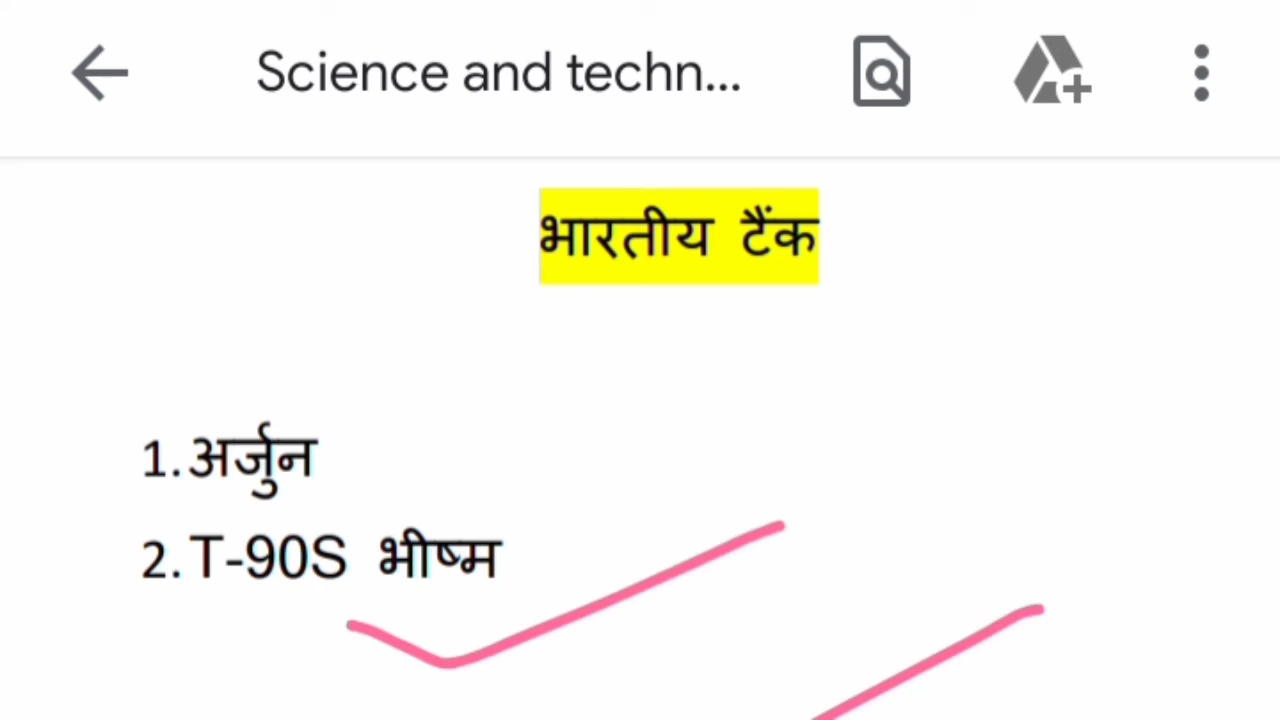 Science and techn...
भारतीय टैंक
1. अर्जुन
2. T-90S भीष्म